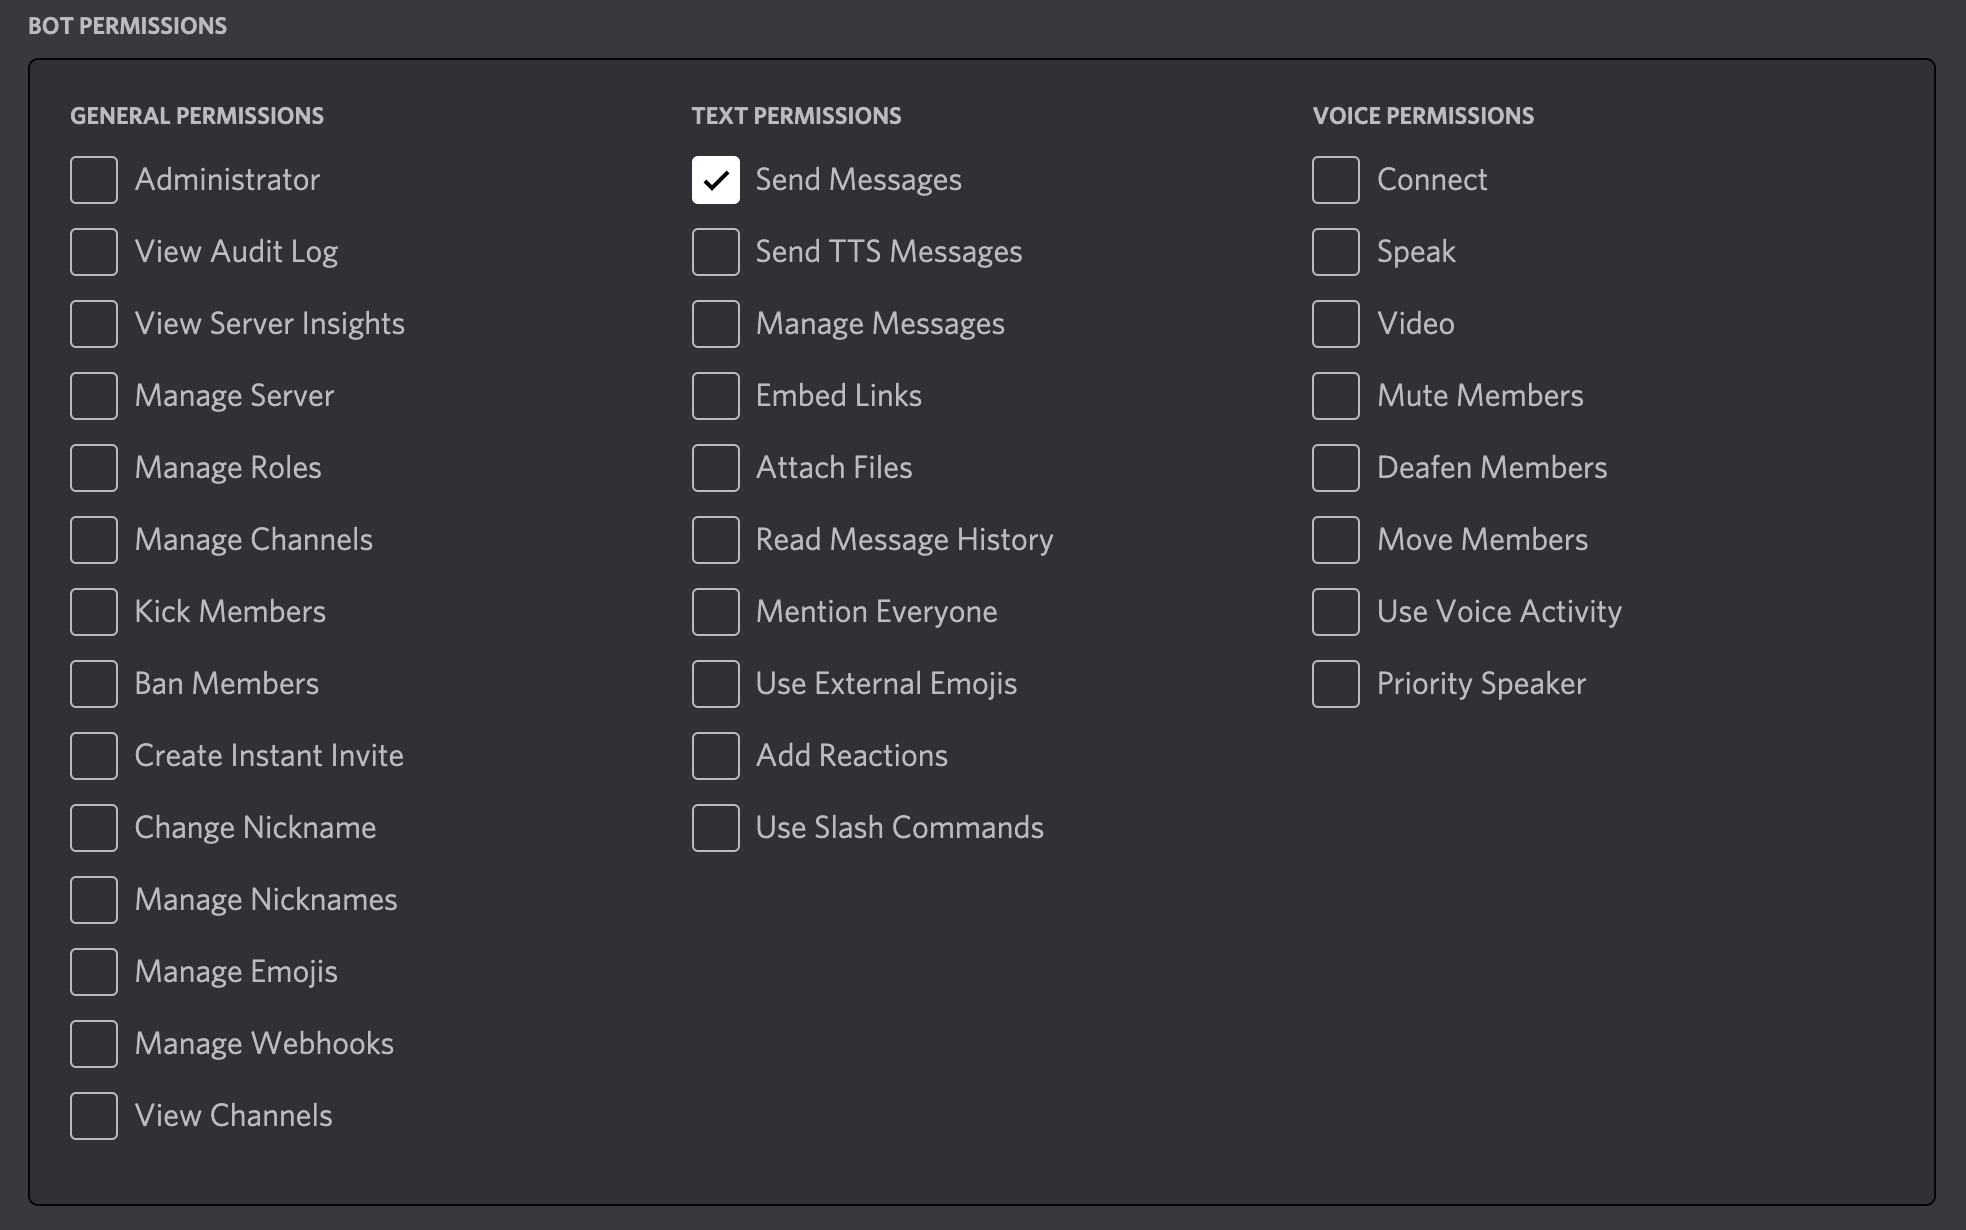 BOT PERMISSIONS
GENERAL PERMISSIONS
Administrator
View Audit Log
View Server Insights
Manage Server
Manage Roles
Manage Channels
Kick Members
Ban Members
Create Instant Invite
Change Nickname
Manage Nicknames
Manage Emojis
Manage Webhooks
View Channels
TEXT PERMISSIONS
Send Messages
Send TTS Messages
Manage Messages
Embed Links
Attach Files
Read Message History
Mention Everyone
Use External Emojis
Add Reactions
Use Slash Commands
VOICE PERMISSIONS
Connect
Speak
Video
Mute Members
Deafen Members
Move Members
Use Voice Activity
Priority Speaker